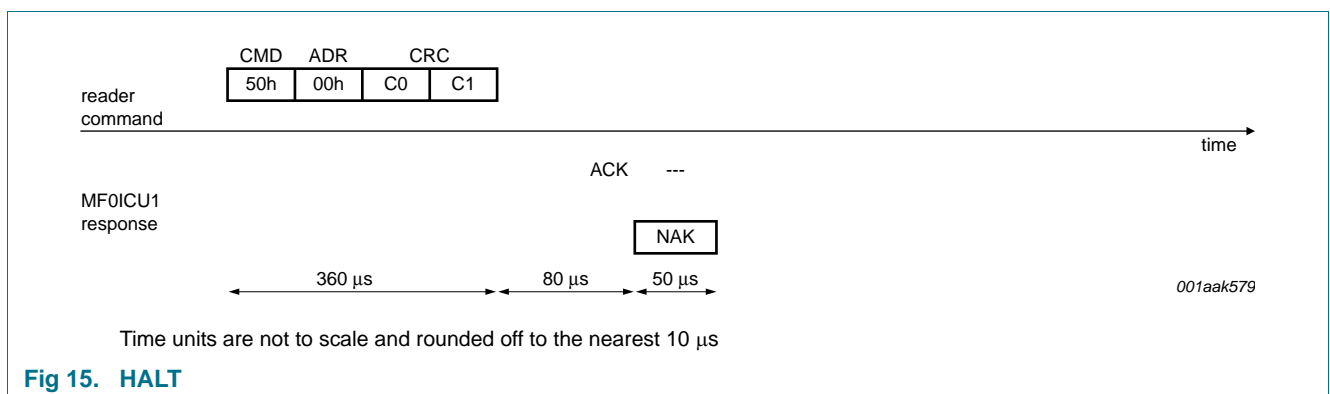 CMD ADR CRC
50h 00h C0 C1
reader
command
time
ACK ---
MF0ICU1
response
NAK
360 μs 80 μs 50 μs
001aak579
Time units are not to scale and rounded off to the nearest 10 μs
Fig 15. HALT